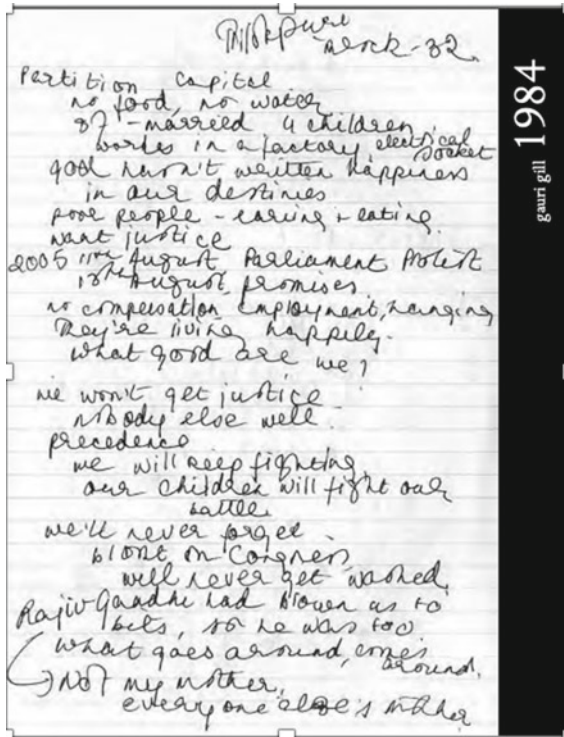 Trilokpuri
Block-32
Partition capital
no food, no water
87 - married 4 children
works in a factory electrical
socket
god hasn't written happiness
in our destinies
poor people - earning + eating.
want justice
2005 11th August Parliament Protest
18th August, promises
no compensation, employment, hanging
They're living happily.
what good are we?
we won't get justice
nobody else will.
precedence
we will keep fighting,
our children will fight our
battle.
we'll never forget.
blot on Congress,
will never get washed.
Rajiv Gandhi had blown us to
bits, so he was too
what goes around, comes
around.
Not my mother,
everyone else's mother
gauri gill 1984